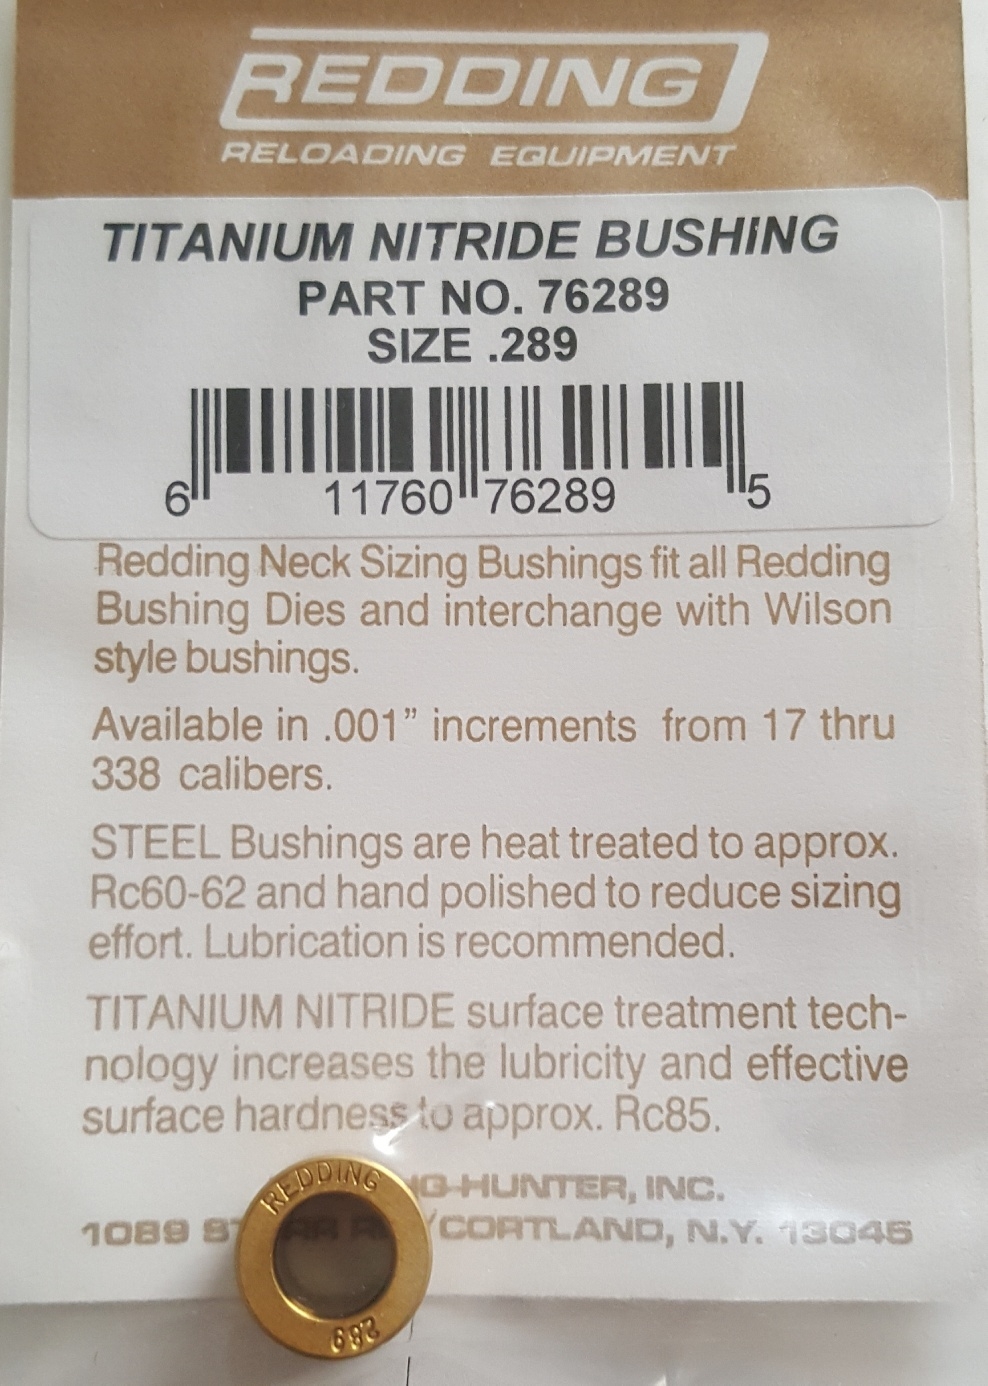 REDDING
RELOADING EQUIPMENT
TITANIUM NITRIDE BUSHING
PART NO. 76289
SIZE .289
6 11760 76289 5
Redding Neck Sizing Bushings fit all Redding
Bushing Dies and interchange with Wilson
style bushings.
Available in .001” increments from 17 thru
338 calibers.
STEEL Bushings are heat treated to approx.
Rc60-62 and hand polished to reduce sizing
effort. Lubrication is recommended.
TITANIUM NITRIDE surface treatment tech-
nology increases the lubricity and effective
surface hardness to approx. Rc85.
G-HUNTER, INC.
1089 /CORTLAND, N.Y. 13045
REDDING
289